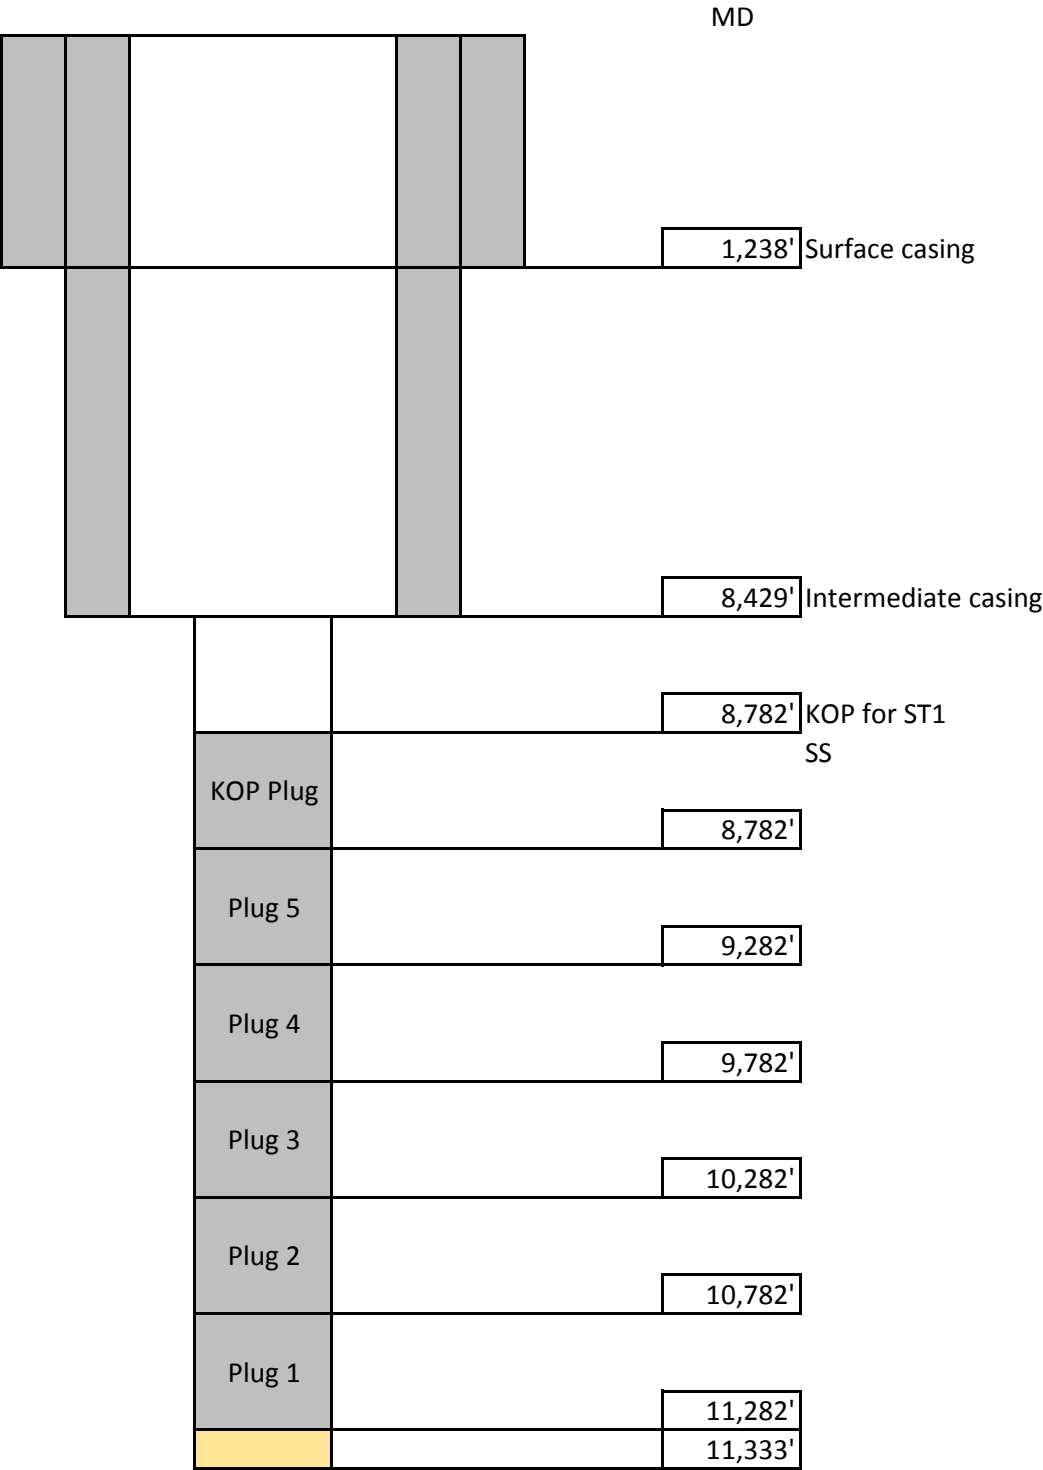 MD
1,238' Surface casing
8,429' Intermediate casing
8,782' KOP for ST1
SS
KOP Plug
8,782'
Plug 5
9,282'
Plug 4
9,782'
Plug 3
10,282'
Plug 2
10,782'
Plug 1
11,282'
11,333'